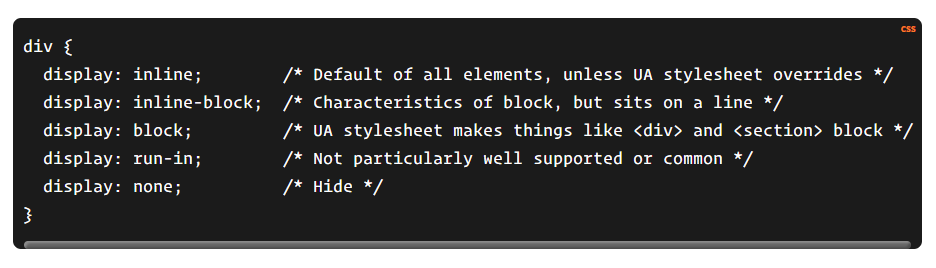 css
div {
  display: inline;        /* Default of all elements, unless UA stylesheet overrides */
  display: inline-block;  /* Characteristics of block, but sits on a line */
  display: block;         /* UA stylesheet makes things like <div> and <section> block */
  display: run-in;        /* Not particularly well supported or common */
  display: none;          /* Hide */
}